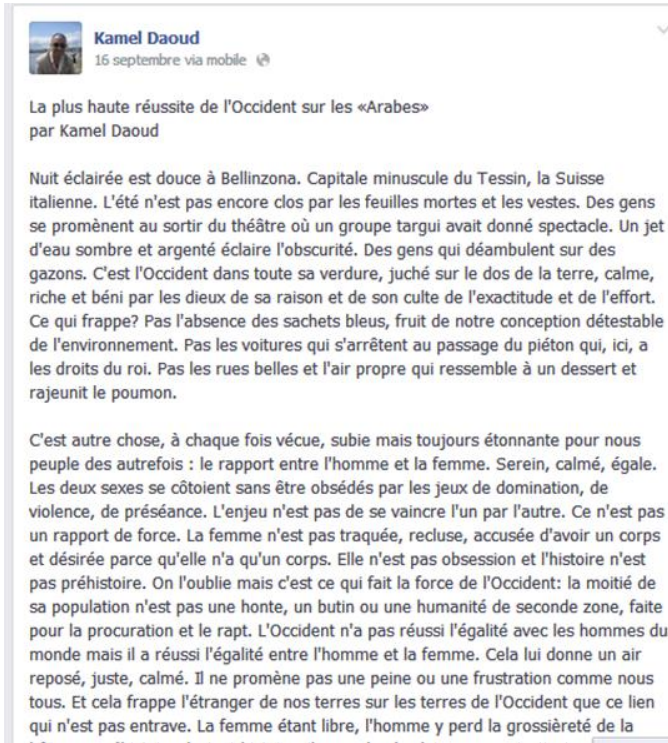 Kamel Daoud
16 septembre via mobile
La plus haute réussite de l'Occident sur les «Arabes»
par Kamel Daoud
Nuit éclairée est douce à Bellinzona. Capitale minuscule du Tessin, la Suisse
italienne. L'été n'est pas encore clos par les feuilles mortes et les vestes. Des gens
se promènent au sortir du théâtre où un groupe targui avait donné spectacle. Un jet
d'eau sombre et argenté éclaire l'obscurité. Des gens qui déambulent sur des
gazons. C'est l'Occident dans toute sa verdure, juché sur le dos de la terre, calme,
riche et béni par les dieux de sa raison et de son culte de l'exactitude et de l'effort.
Ce qui frappe? Pas l'absence des sachets bleus, fruit de notre conception détestable
de l'environnement. Pas les voitures qui s'arrêtent au passage du piéton qui, ici, a
les droits du roi. Pas les rues belles et l'air propre qui ressemble à un dessert et
rajeunit le poumon.
C'est autre chose, à chaque fois vécue, subie mais toujours étonnante pour nous
peuple des autrefois : le rapport entre l'homme et la femme. Serein, calmé, égale.
Les deux sexes se côtoient sans être obsédés par les jeux de domination, de
violence, de préséance. L'enjeu n'est pas de se vaincre l'un par l'autre. Ce n'est pas
un rapport de force. La femme n'est pas traquée, recluse, accusée d'avoir un corps
et désirée parce qu'elle n'a qu'un corps. Elle n'est pas obsession et l'histoire n'est
pas préhistoire. On l'oublie mais c'est ce qui fait la force de l'Occident: la moitié de
sa population n'est pas une honte, un butin ou une humanité de seconde zone, faite
pour la procuration et le rapt. L'Occident n'a pas réussi l'égalité avec les hommes du
monde mais il a réussi l'égalité entre l'homme et la femme. Cela lui donne un air
reposé, juste, calmé. Il ne promène pas une peine ou une frustration comme nous
tous. Et cela frappe l'étranger de nos terres sur les terres de l'Occident que ce lien
qui n'est pas entrave. La femme étant libre, l'homme y perd la grossièreté de la